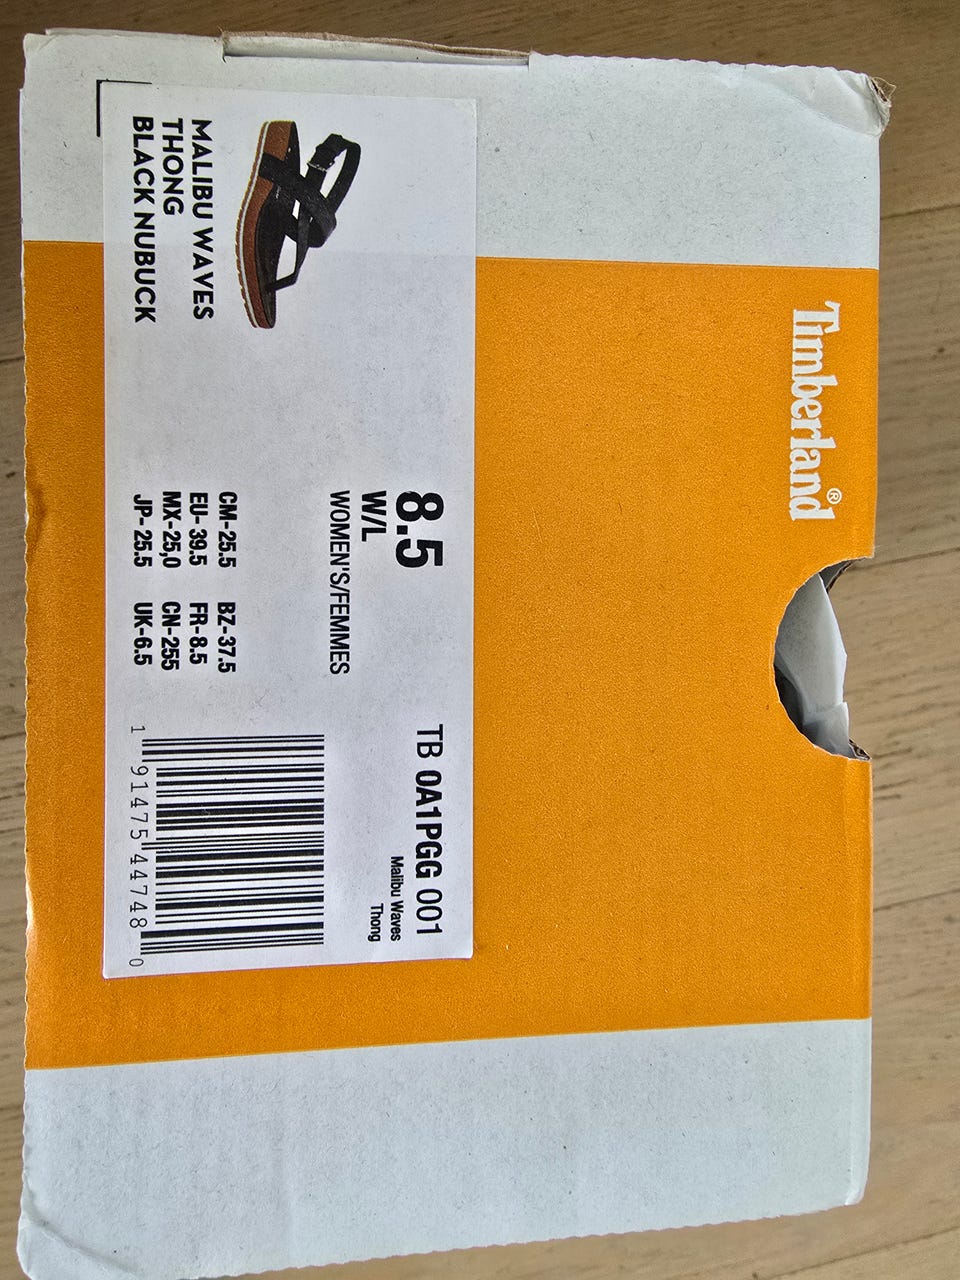 Timberland®
8.5
W/L
WOMEN'S/FEMMES
TB 0A1PGG 001
Malibu Waves
Thong
MALIBU WAVES
THONG
BLACK NUBUCK
CM-25.5 BZ-37.5
EU-39.5 FR-8.5
MX-25,0 CN-255
JP-25.5 UK-6.5
1 91475 44748 0